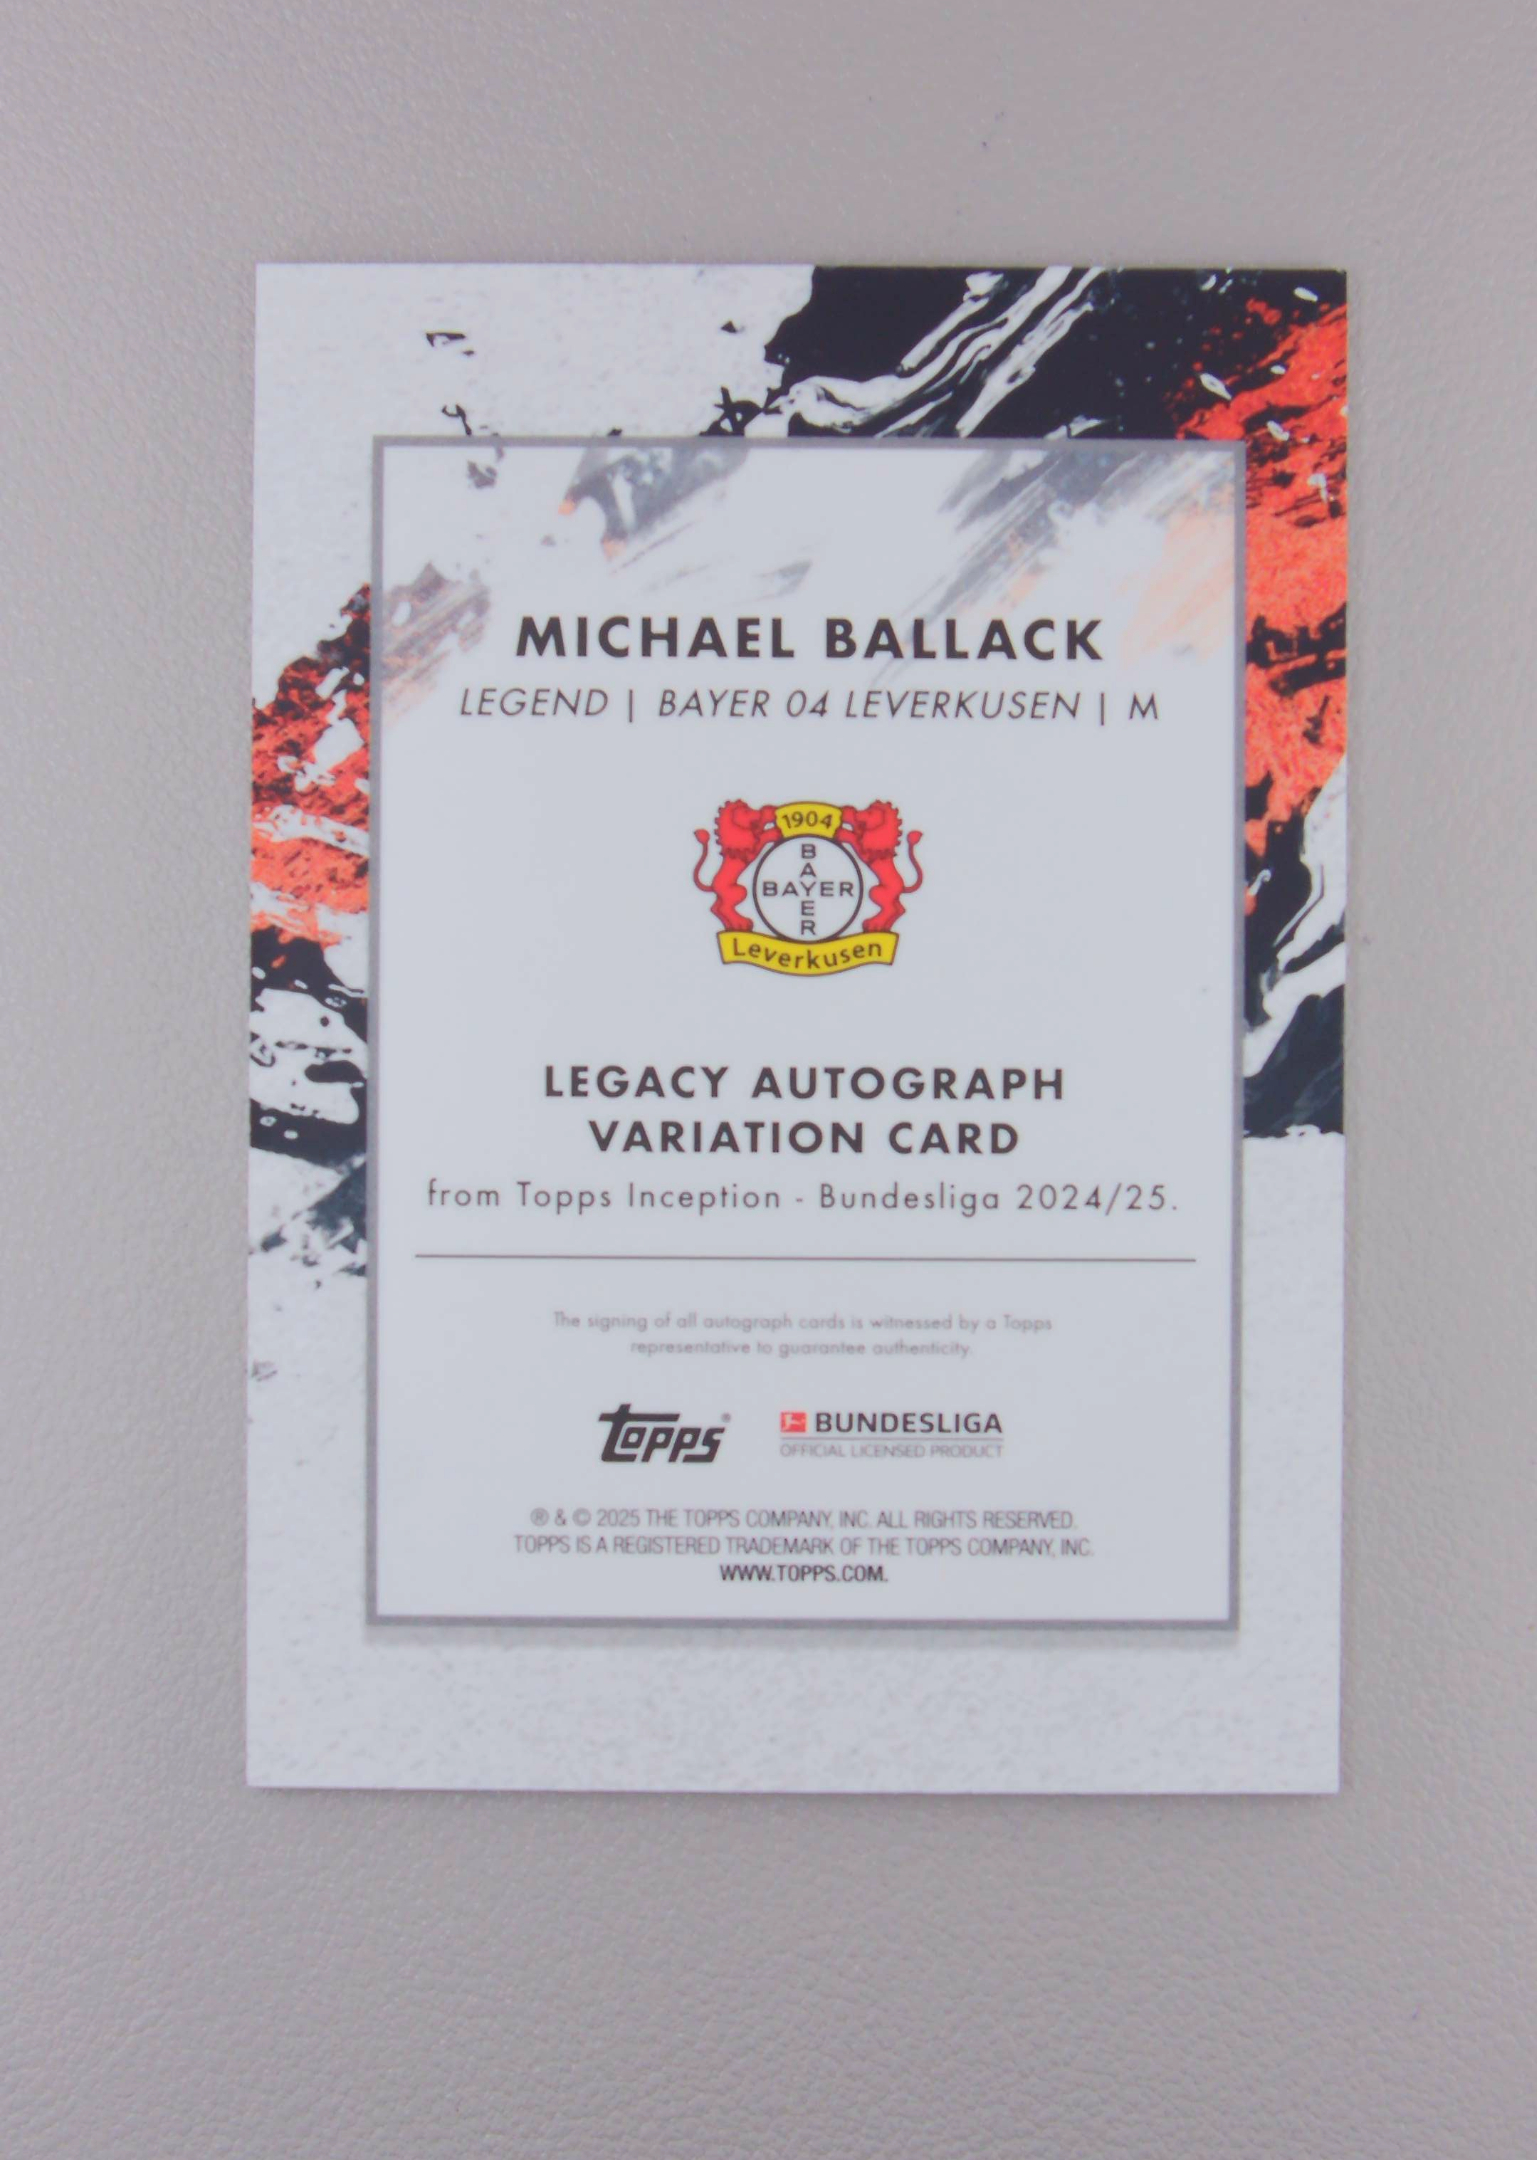 MICHAEL BALLACK
LEGEND | BAYER 04 LEVERKUSEN | M
1904
BAYER
BAYER
Leverkusen
LEGACY AUTOGRAPH
VARIATION CARD
from Topps Inception - Bundesliga 2024/25.
The signing of all autograph cards is witnessed by a Topps
representative to guarantee authenticity.
Topps®
BUNDESLIGA
OFFICIAL LICENSED PRODUCT
® & © 2025 THE TOPPS COMPANY, INC. ALL RIGHTS RESERVED.
TOPPS IS A REGISTERED TRADEMARK OF THE TOPPS COMPANY, INC.
WWW.TOPPS.COM.